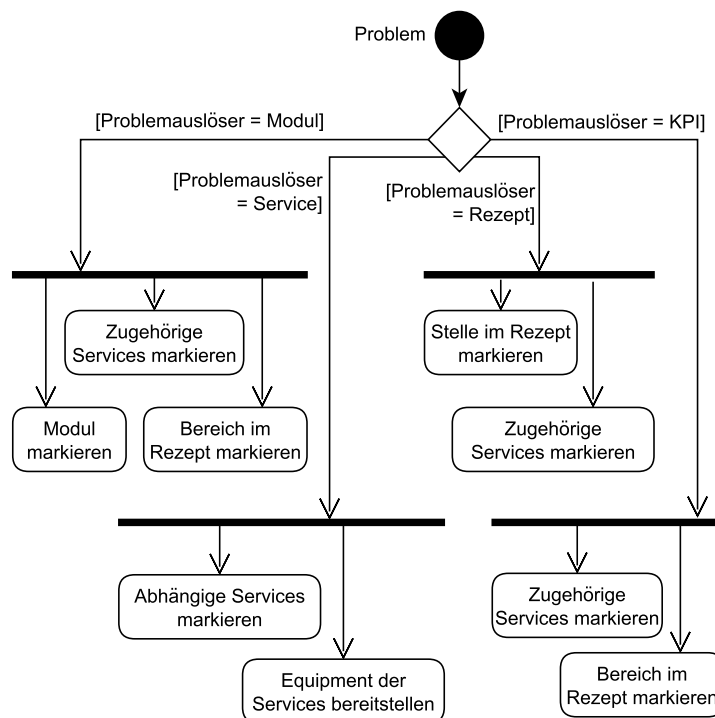 Problem
[Problemauslöser = Modul]
[Problemauslöser = KPI]
[Problemauslöser
= Service]
[Problemauslöser
= Rezept]
Zugehörige
Services markieren
Stelle im Rezept
markieren
Modul
markieren
Bereich im
Rezept markieren
Zugehörige
Services markieren
Abhängige Services
markieren
Zugehörige
Services markieren
Equipment der
Services bereitstellen
Bereich im
Rezept markieren